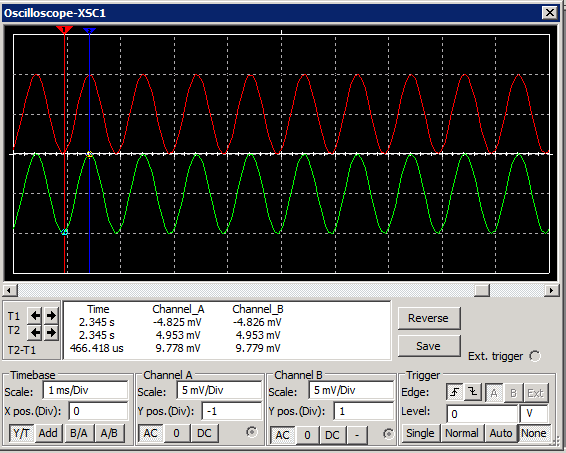 Oscilloscope-XSC1
1 2
T1
T2
T2-T1
Time Channel_A Channel_B
2.345 s -4.825 mV -4.826 mV
2.345 s 4.953 mV 4.953 mV
466.418 us 9.778 mV 9.779 mV
Reverse
Save
Ext. trigger
Timebase
Scale: 1 ms/Div
X pos.(Div): 0
Y/T Add B/A A/B
Channel A
Scale: 5 mV/Div
Y pos.(Div): -1
AC 0 DC
Channel B
Scale: 5 mV/Div
Y pos.(Div): 1
AC 0 DC -
Trigger
Edge: A B Ext
Level: 0 V
Single Normal Auto None